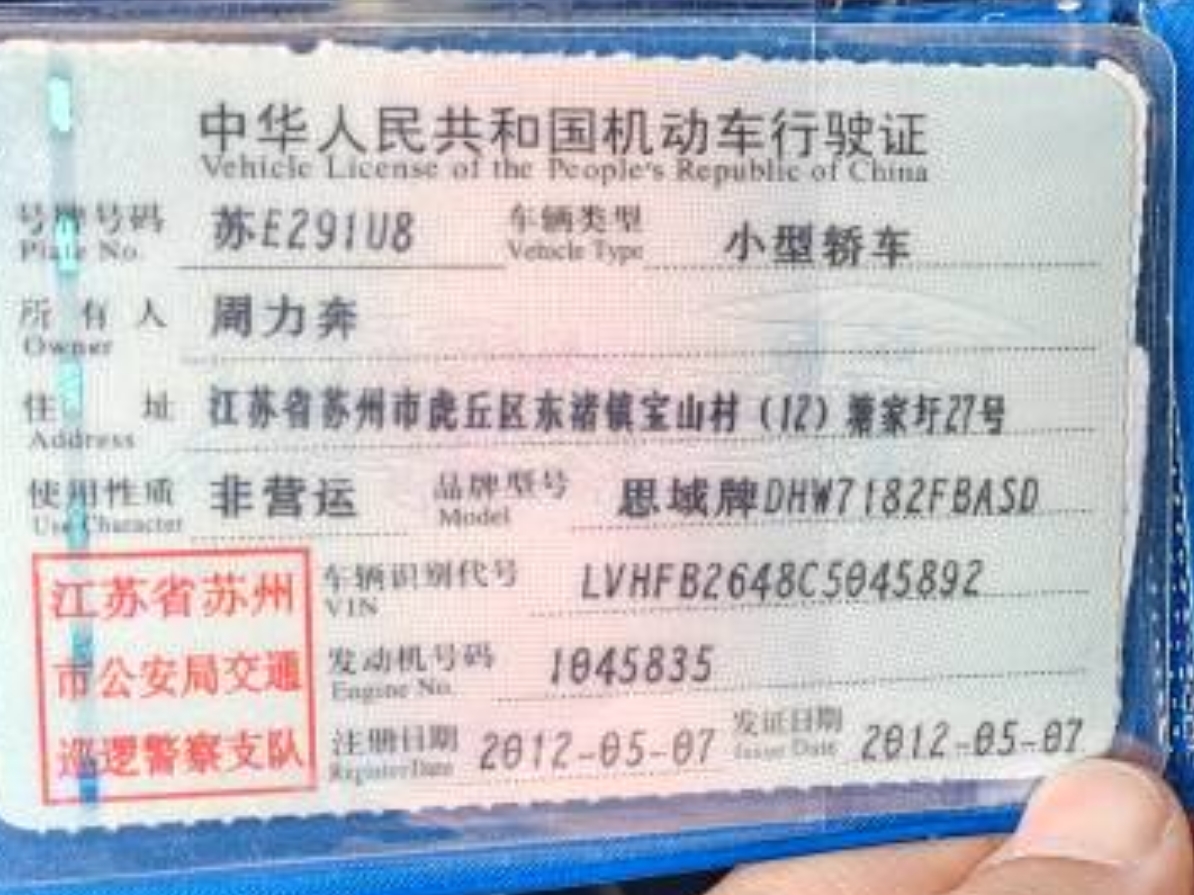 中华人民共和国机动车行驶证
Vehicle License of the People's Republic of China
号牌号码 苏E291U8 车辆类型 小型轿车
Plate No. Vehicle Type
所有人 周力奔
Owner
住址 江苏省苏州市虎丘区东渚镇宝山村（12）塘家圩27号
Address
使用性质 非营运 品牌型号 思域牌DHW7182FBASD
Use Character Model
江苏省苏州 车辆识别代号 LVHFB2648C5045892
VIN
市公安局交通 发动机号码 1045835
Engine No.
巡逻警察支队 注册日期 2012-05-07 发证日期 2012-05-07
Register Date Issue Date